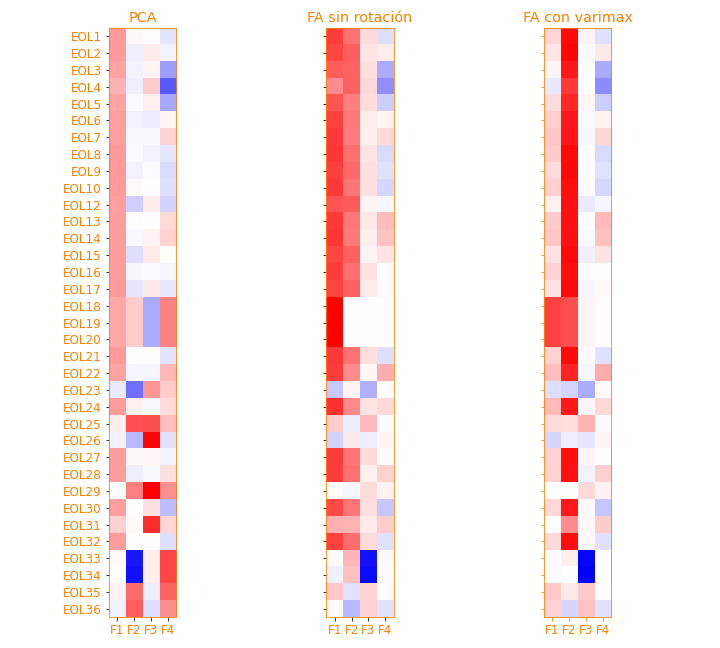 PCA
FA sin rotación
FA con varimax
EOL1
EOL2
EOL3
EOL4
EOL5
EOL6
EOL7
EOL8
EOL9
EOL10
EOL12
EOL13
EOL14
EOL15
EOL16
EOL17
EOL18
EOL19
EOL20
EOL21
EOL22
EOL23
EOL24
EOL25
EOL26
EOL27
EOL28
EOL29
EOL30
EOL31
EOL32
EOL33
EOL34
EOL35
EOL36
F1 F2 F3 F4
F1 F2 F3 F4
F1 F2 F3 F4